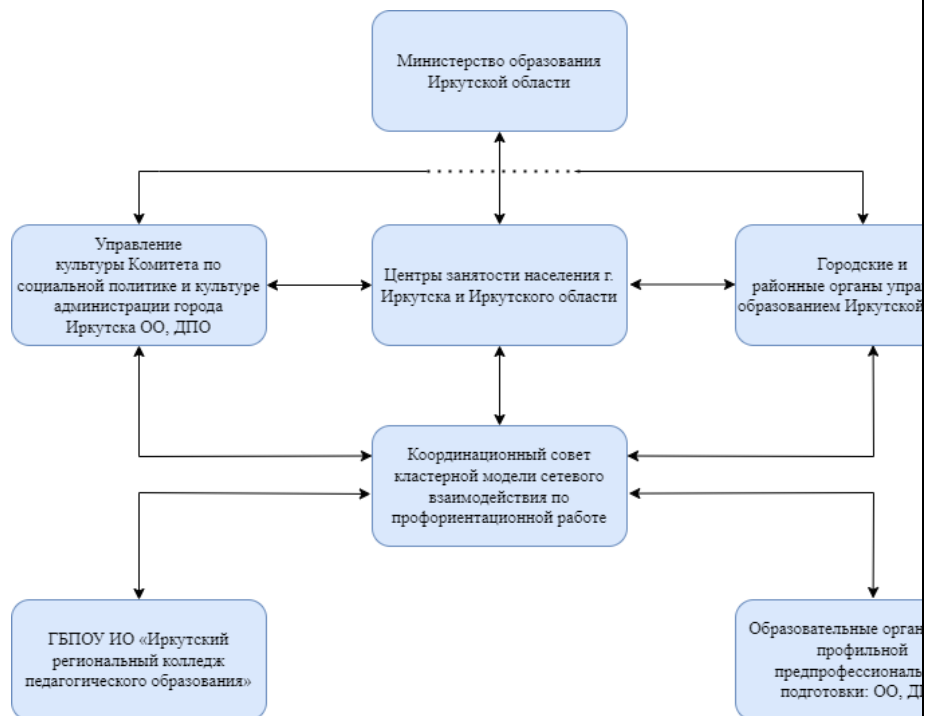 Министерство образования
Иркутской области
Управление
культуры Комитета по
социальной политике и культуре
администрации города
Иркутска ОО, ДПО
Центры занятости населения г.
Иркутска и Иркутского области
Городские и
районные органы
образованием Иркутской
Координационный совет
кластерной модели сетевого
взаимодействия по
профориентационной работе
ГБПОУ ИО «Иркутский
региональный колледж
педагогического образования»
Образовательные
профильной
подготовки: ОО,